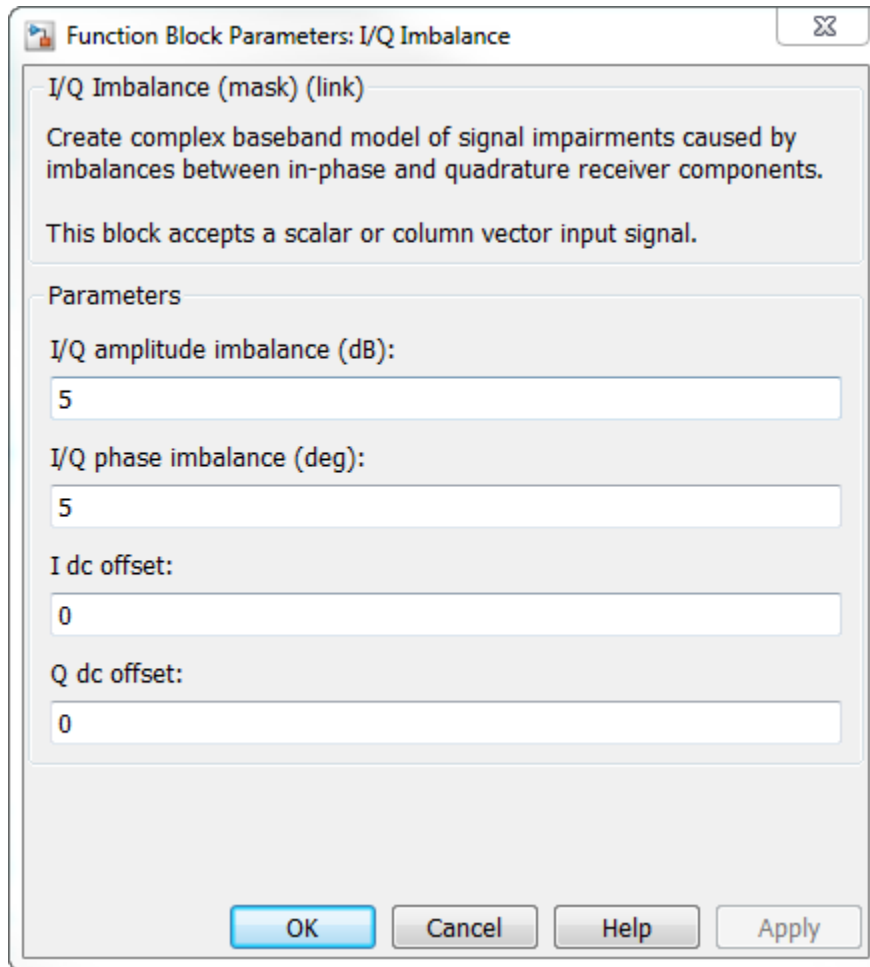 Function Block Parameters: I/Q Imbalance
I/Q Imbalance (mask) (link)
Create complex baseband model of signal impairments caused by
imbalances between in-phase and quadrature receiver components.
This block accepts a scalar or column vector input signal.
Parameters
I/Q amplitude imbalance (dB):
5
I/Q phase imbalance (deg):
5
I dc offset:
0
Q dc offset:
0
OK Cancel Help Apply